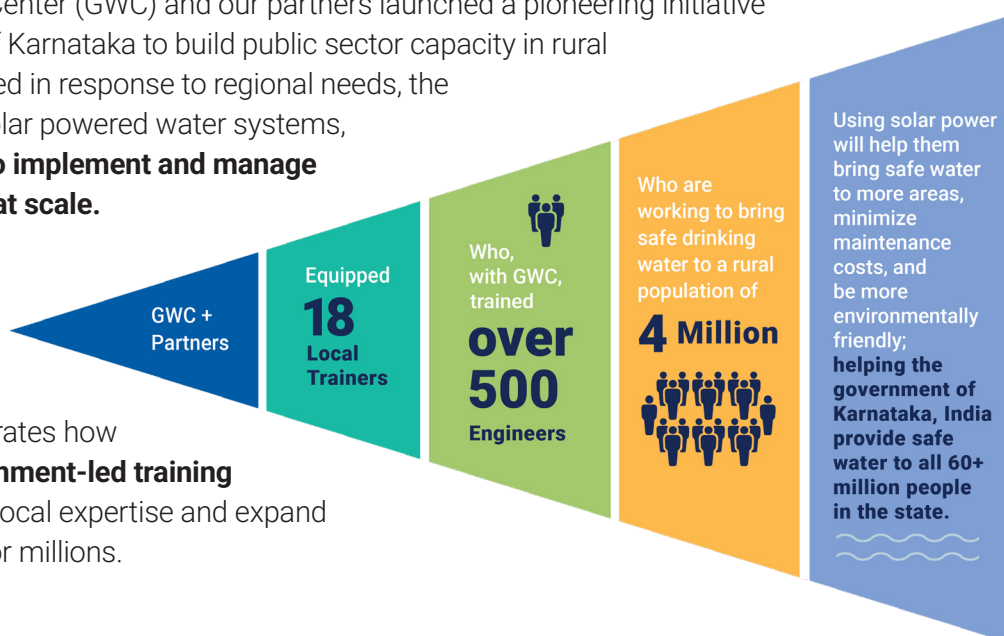 Center (GWC) and our partners launched a pioneering initiative
Karnataka to build public sector capacity in rural
ed in response to regional needs, the
lar powered water systems,
implement and manage
at scale.
GWC +
Partners
Equipped
18
Local
Trainers
Who,
with GWC,
trained
over
500
Engineers
Who are
working to bring
safe drinking
water to a rural
population of
4 Million
Using solar power
will help them
bring safe water
to more areas,
minimize
maintenance
costs, and
be more
environmentally
friendly;
helping the
government of
Karnataka, India
provide safe
water to all 60+
million people
in the state.
rates how
nment-led training
local expertise and expand
r millions.